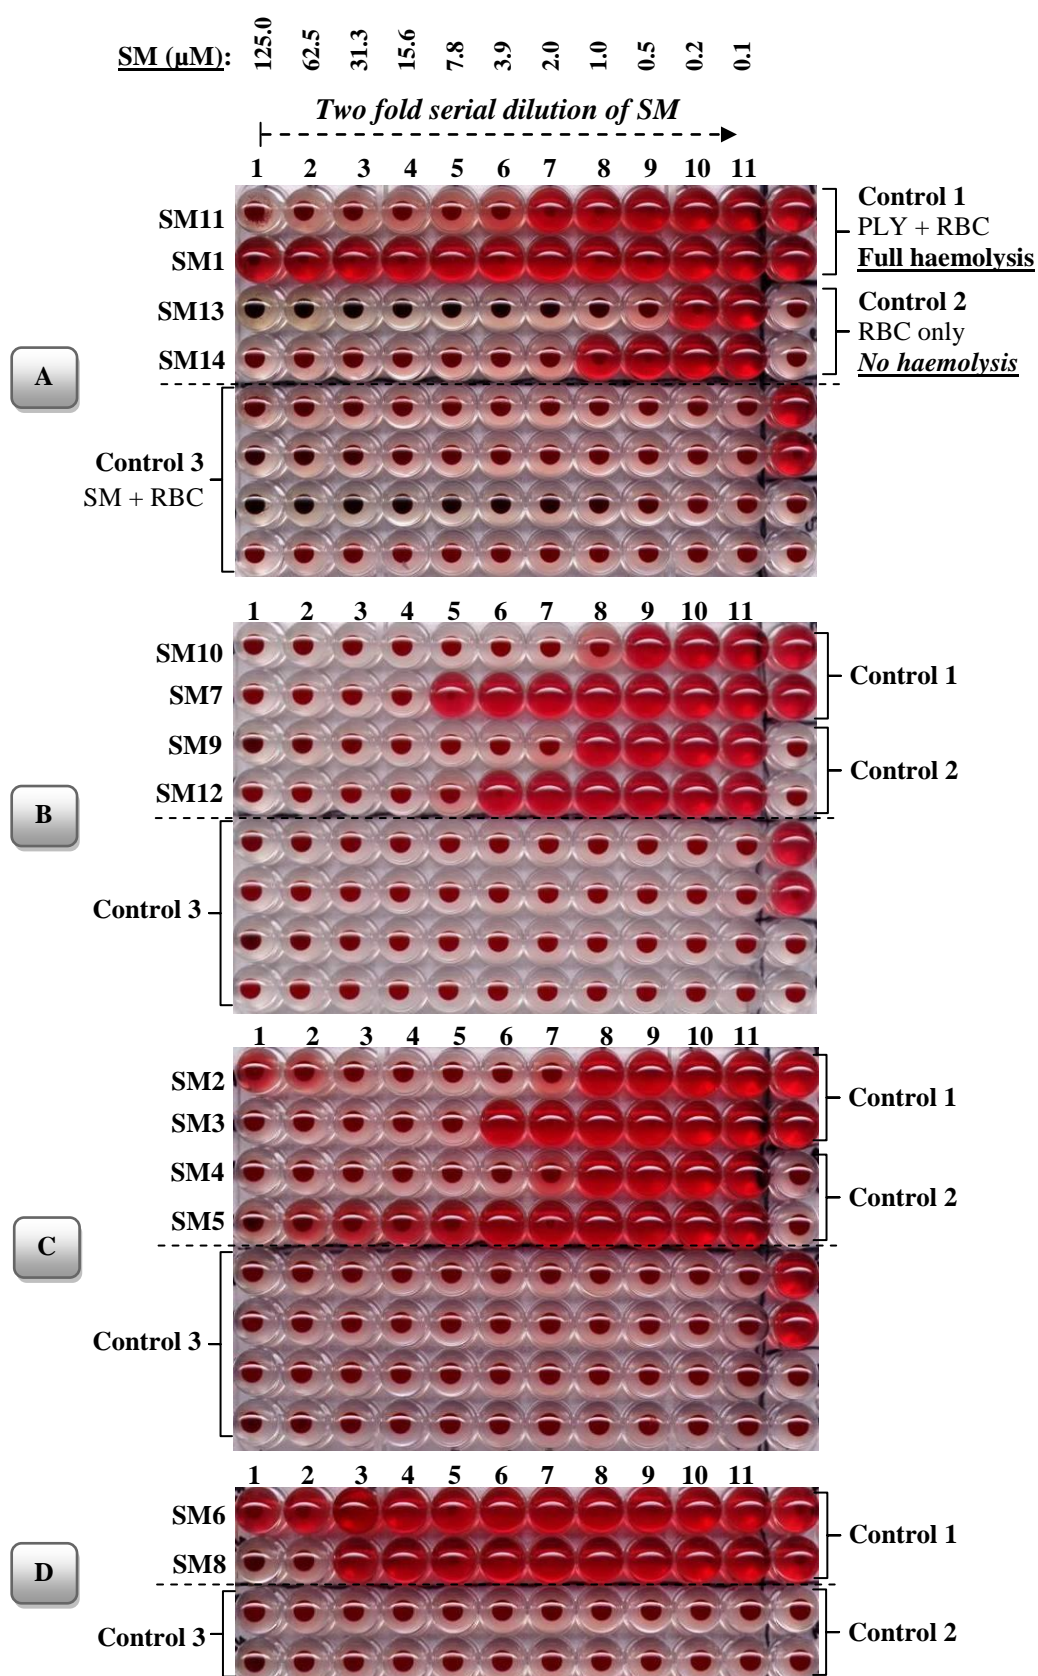 SM (µM): 125.0 62.5 31.3 15.6 7.8 3.9 2.0 1.0 0.5 0.2 0.1
Two fold serial dilution of SM
1 2 3 4 5 6 7 8 9 10 11
SM11
SM1
SM13
SM14
Control 1
PLY + RBC
Full haemolysis
Control 2
RBC only
No haemolysis
A
Control 3
SM + RBC
1 2 3 4 5 6 7 8 9 10 11
SM10
SM7
SM9
SM12
Control 1
Control 2
B
Control 3
1 2 3 4 5 6 7 8 9 10 11
SM2
SM3
SM4
SM5
Control 1
Control 2
C
Control 3
1 2 3 4 5 6 7 8 9 10 11
SM6
SM8
Control 1
D
Control 3
Control 2